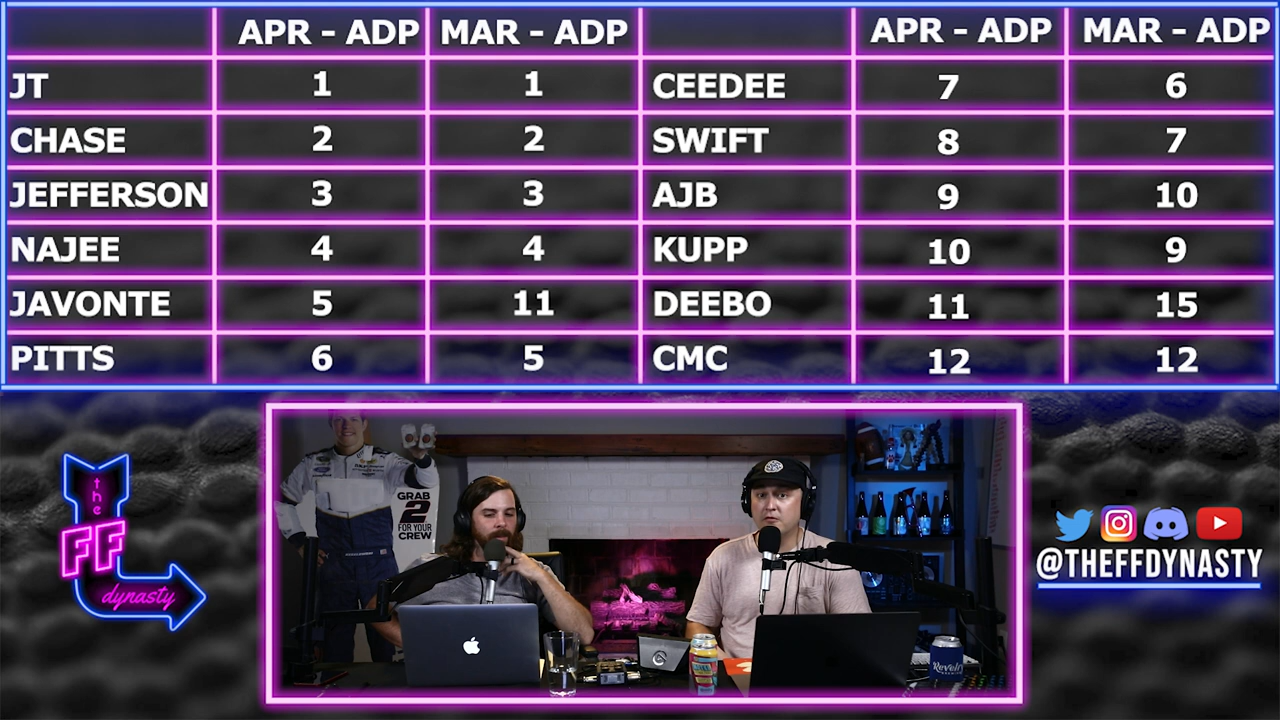 APR - ADP MAR - ADP APR - ADP MAR - ADP
JT 1 1 CEEDEE 7 6
CHASE 2 2 SWIFT 8 7
JEFFERSON 3 3 AJB 9 10
NAJEE 4 4 KUPP 10 9
JAVONTE 5 11 DEEBO 11 15
PITTS 6 5 CMC 12 12
the
FF
dynasty
GRAB
2
FOR YOUR
CREW
@THEFFDYNASTY
Revelry